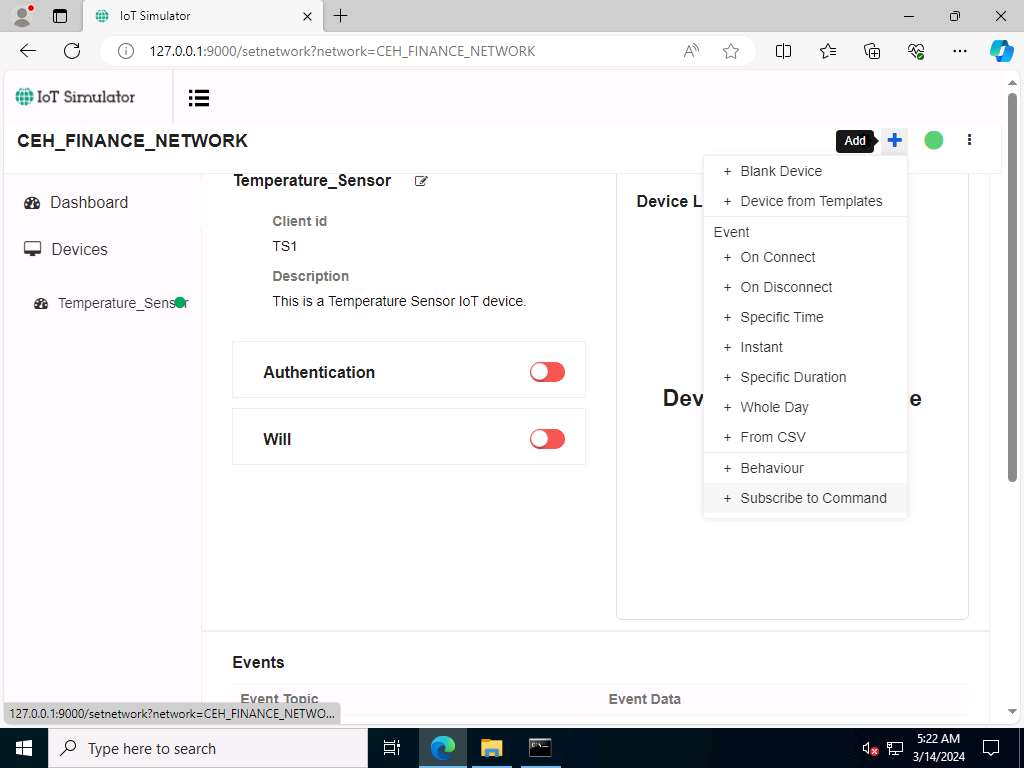 IoT Simulator
127.0.0.1:9000/setnetwork?network=CEH_FINANCE_NETWORK
IoT Simulator
CEH_FINANCE_NETWORK
Add
Dashboard
Devices
Temperature_Sensor
Temperature_Sensor
Client id
TS1
Description
This is a Temperature Sensor IoT device.
Authentication
Will
Device L
Dev
e
+ Blank Device
+ Device from Templates
Event
+ On Connect
+ On Disconnect
+ Specific Time
+ Instant
+ Specific Duration
+ Whole Day
+ From CSV
+ Behaviour
+ Subscribe to Command
Events
Event Topic
Event Data
127.0.0.1:9000/setnetwork?network=CEH_FINANCE_NETWO...
Type here to search
5:22 AM
3/14/2024